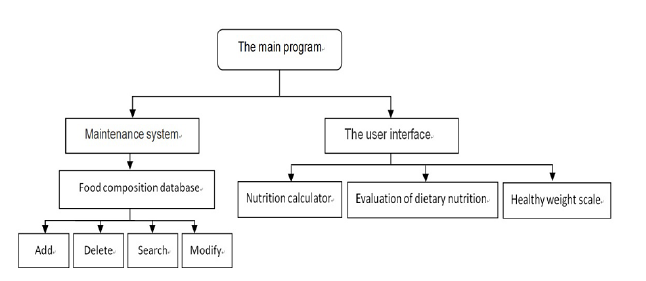 The main program
Maintenance system
The user interface
Food composition database
Nutrition calculator
Evaluation of dietary nutrition
Healthy weight scale
Add
Delete
Search
Modify